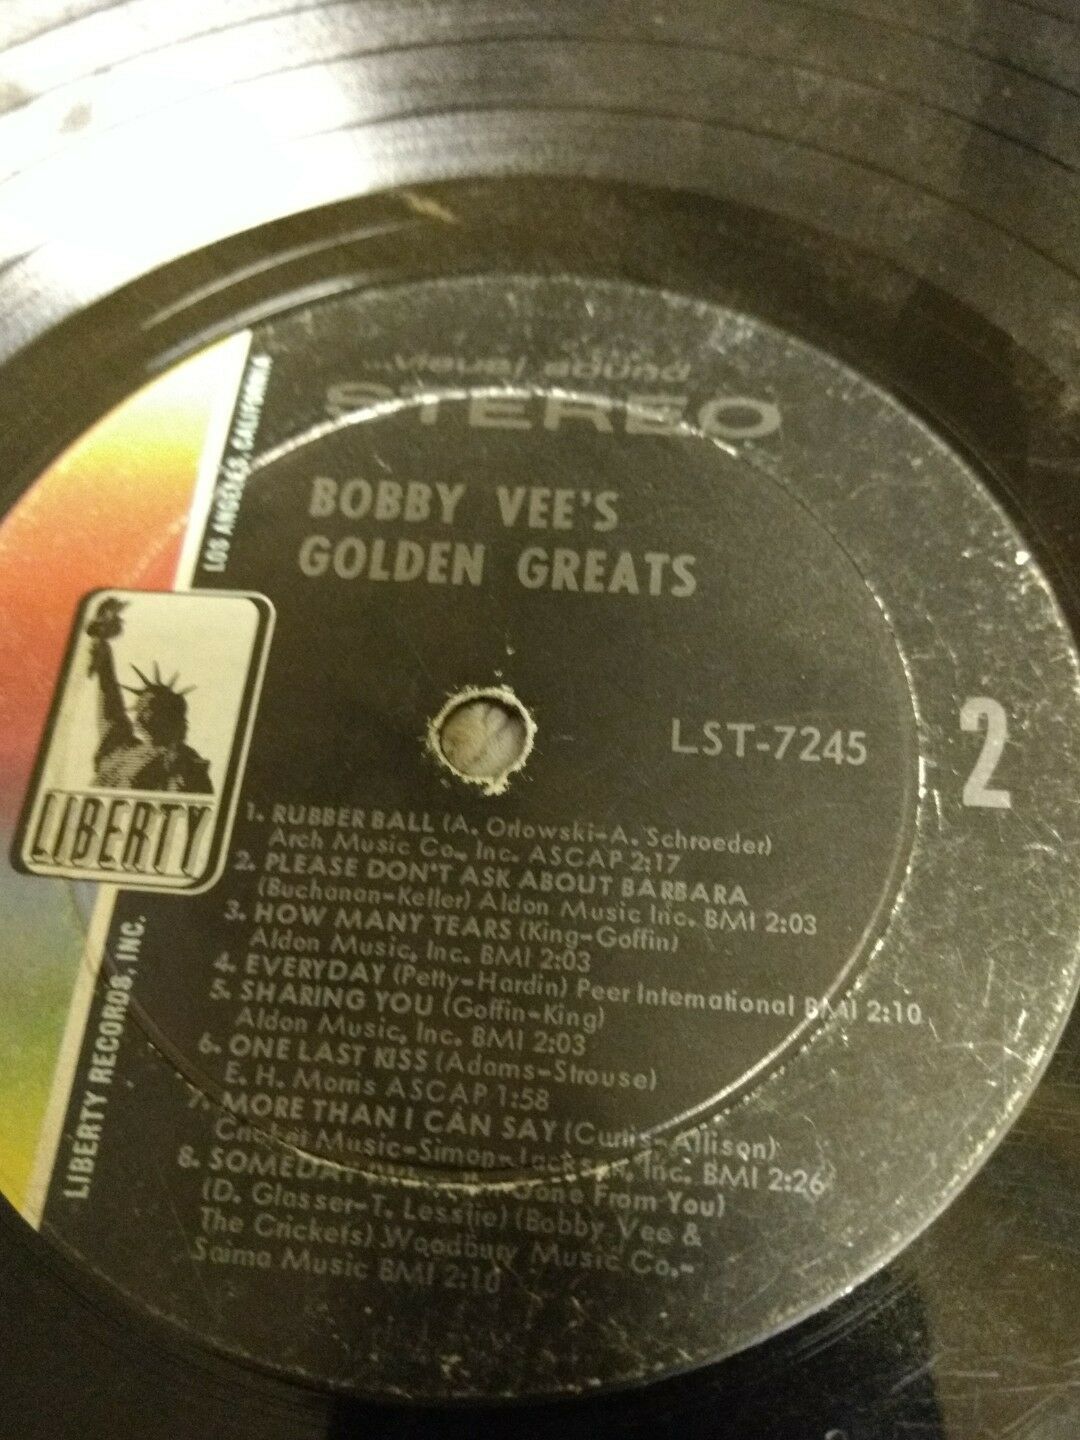 ...visual sound
STEREO
BOBBY VEE'S
GOLDEN GREATS
LOS ANGELES, CALIFORNIA
LIBERTY
LIBERTY RECORDS, INC.
LST-7245
2
1. RUBBER BALL (A. Orlowski-A. Schroeder)
Arch Music Co., Inc. ASCAP 2:17
2. PLEASE DON'T ASK ABOUT BARBARA
(Buchanan-Keller) Aldon Music Inc. BMI 2:03
3. HOW MANY TEARS (King-Goffin)
Aldon Music, Inc. BMI 2:03
4. EVERYDAY (Petty-Hardin) Peer International BMI 2:10
5. SHARING YOU (Goffin-King)
Aldon Music, Inc. BMI 2:03
6. ONE LAST KISS (Adams-Strouse)
E. H. Morris ASCAP 1:58
7. MORE THAN I CAN SAY (Curtis-Allison)
Cricket Music-Simon-Jackson, Inc. BMI 2:26
8. SOMEDAY Gone From You)
(D. Glasser-T. Lesslie) (Bobby Vee &
The Crickets) Woodbury Music Co.-
Saima Music BMI 2:10